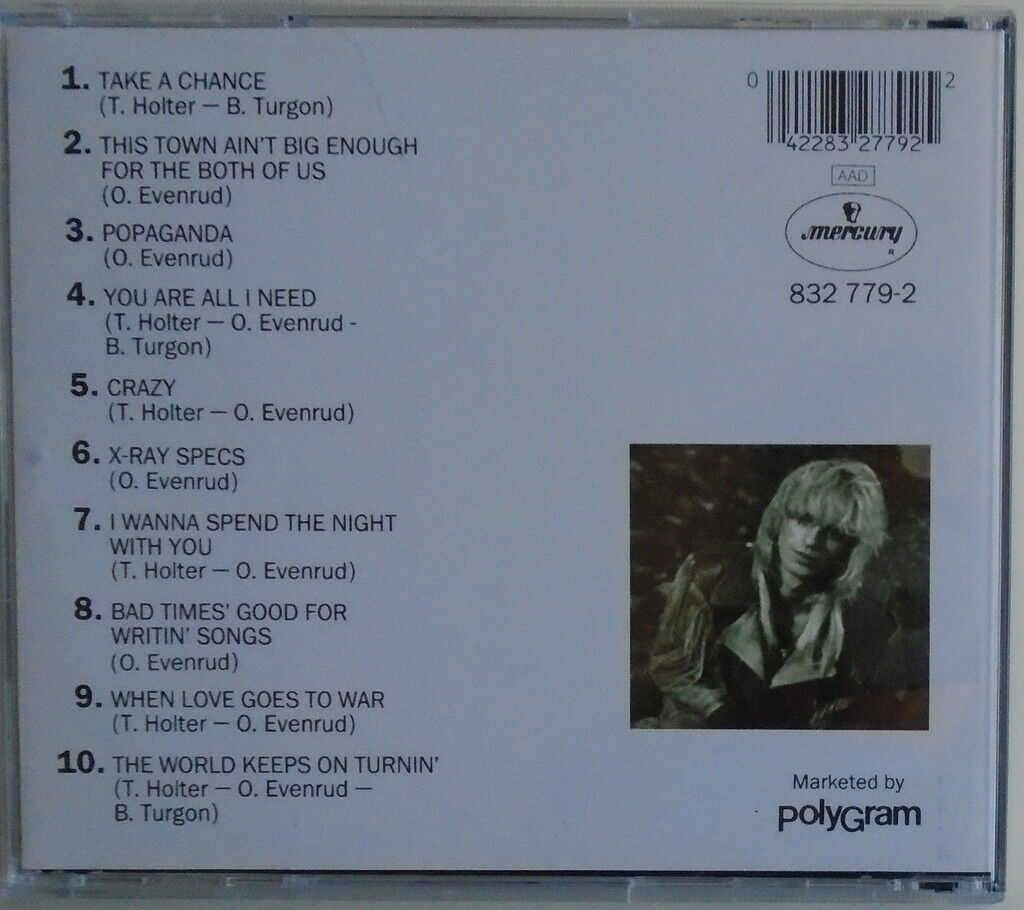 1. TAKE A CHANCE
(T. Holter — B. Turgon)
2. THIS TOWN AIN'T BIG ENOUGH
FOR THE BOTH OF US
(O. Evenrud)
3. POPAGANDA
(O. Evenrud)
4. YOU ARE ALL I NEED
(T. Holter — O. Evenrud -
B. Turgon)
5. CRAZY
(T. Holter — O. Evenrud)
6. X-RAY SPECS
(O. Evenrud)
7. I WANNA SPEND THE NIGHT
WITH YOU
(T. Holter — O. Evenrud)
8. BAD TIMES' GOOD FOR
WRITIN' SONGS
(O. Evenrud)
9. WHEN LOVE GOES TO WAR
(T. Holter — O. Evenrud)
10. THE WORLD KEEPS ON TURNIN'
(T. Holter — O. Evenrud —
B. Turgon)
0 42283 27792 2
AAD
mercury
R
832 779-2
Marketed by
polyGram